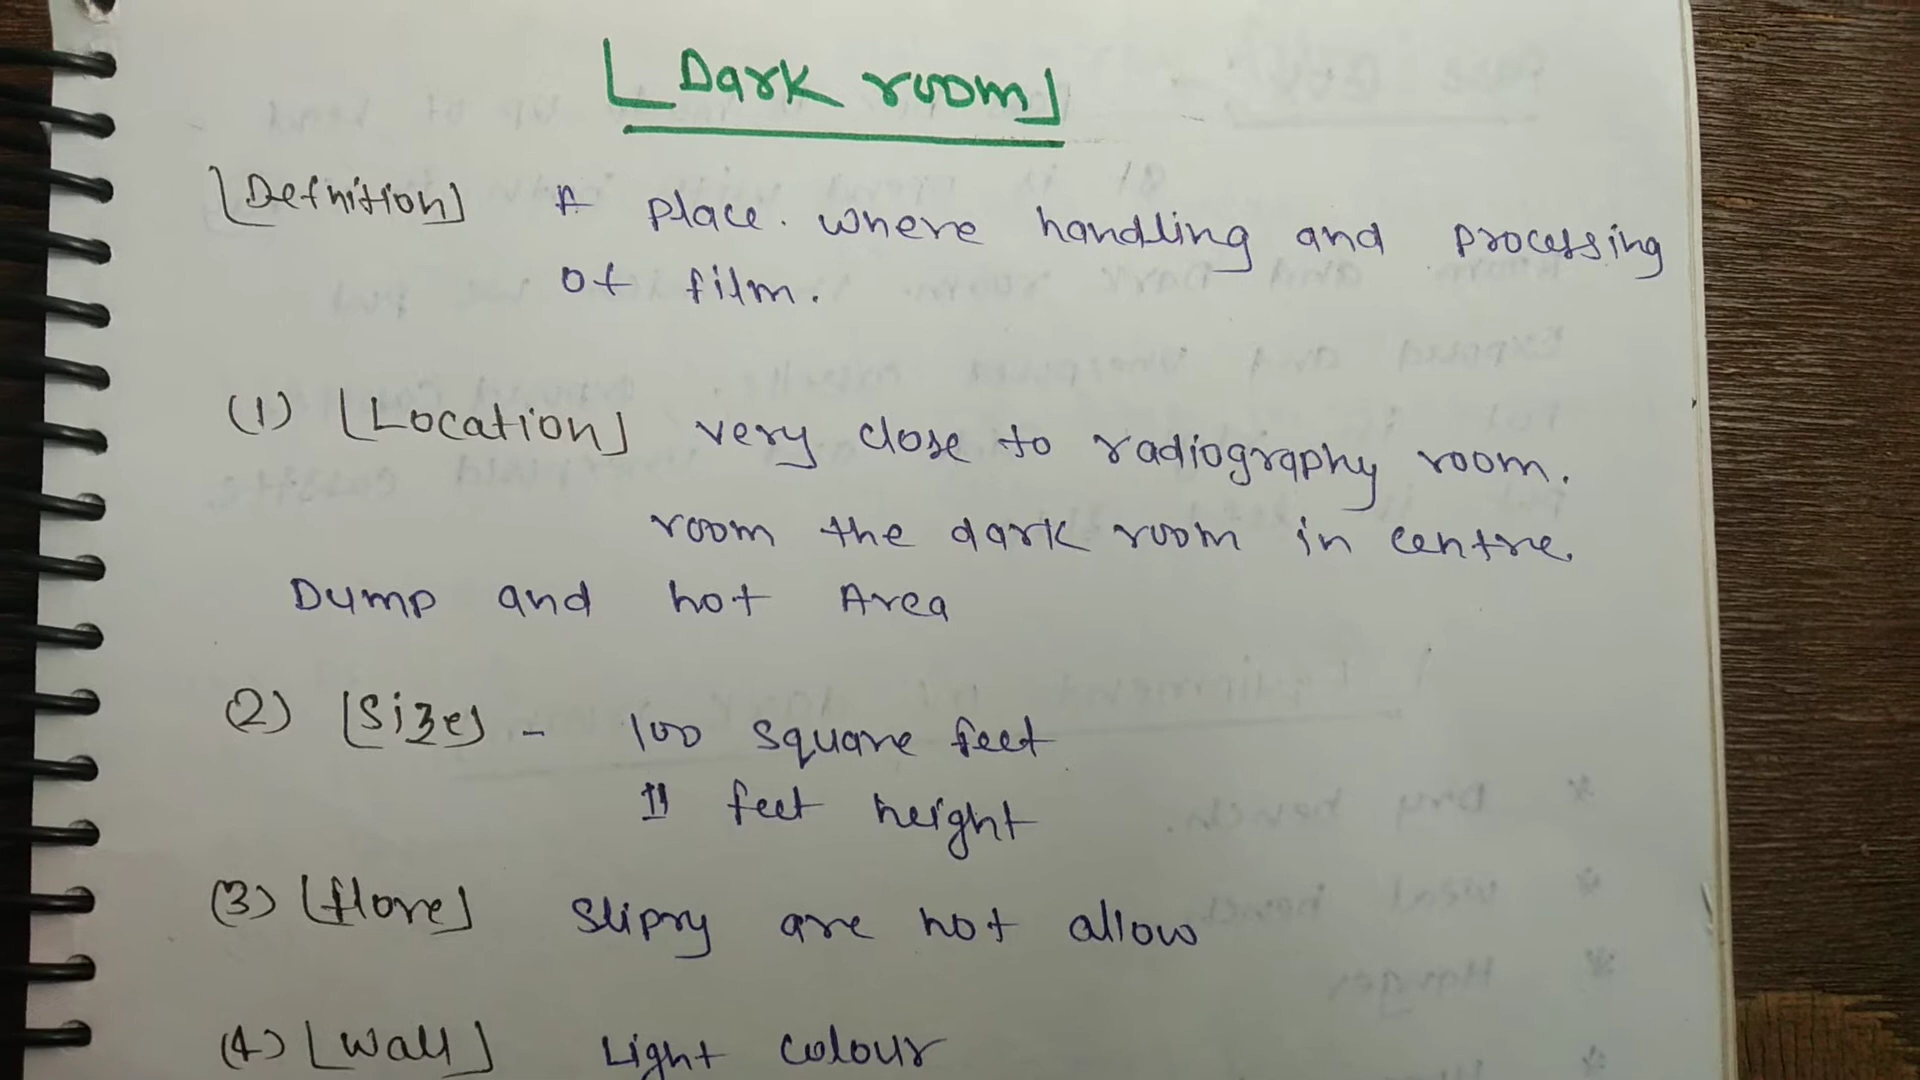 [Dark room]
[Defnition] A place. where handling and processing
of film.
(1) [Location] very close to radiography room.
room the dark room in centre.
Dump and hot Area
(2) [Size] - 100 square feet
11 feet height
(3) [flore] Slipry are not allow
(4) [Wall] Light colour